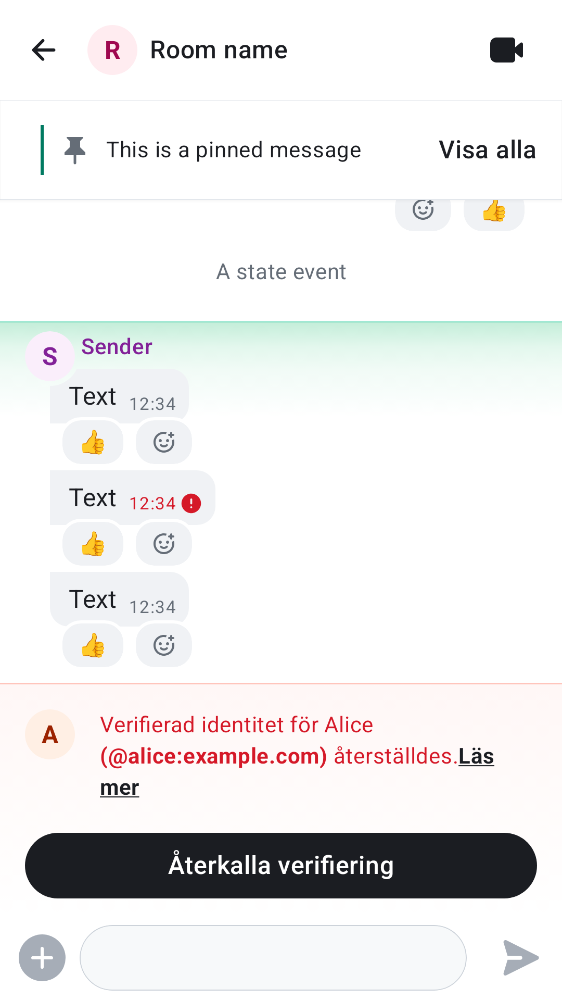 R Room name
This is a pinned message Visa alla
A state event
S Sender
Text 12:34
Text 12:34
Text 12:34
A Verifierad identitet för Alice
(@alice:example.com) återställdes.Läs
mer
Återkalla verifiering